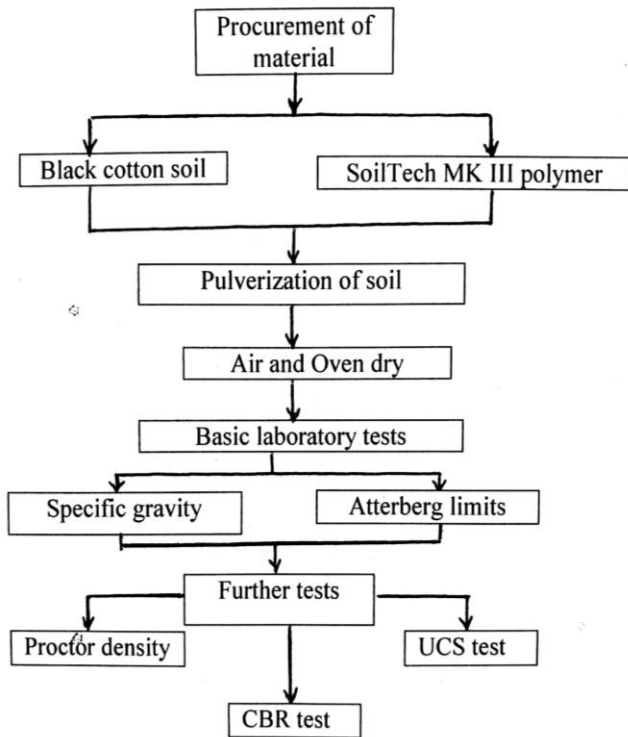 Procurement of
material
Black cotton soil
SoilTech MK III polymer
Pulverization of soil
Air and Oven dry
Basic laboratory tests
Specific gravity
Atterberg limits
Further tests
Proctor density
UCS test
CBR test